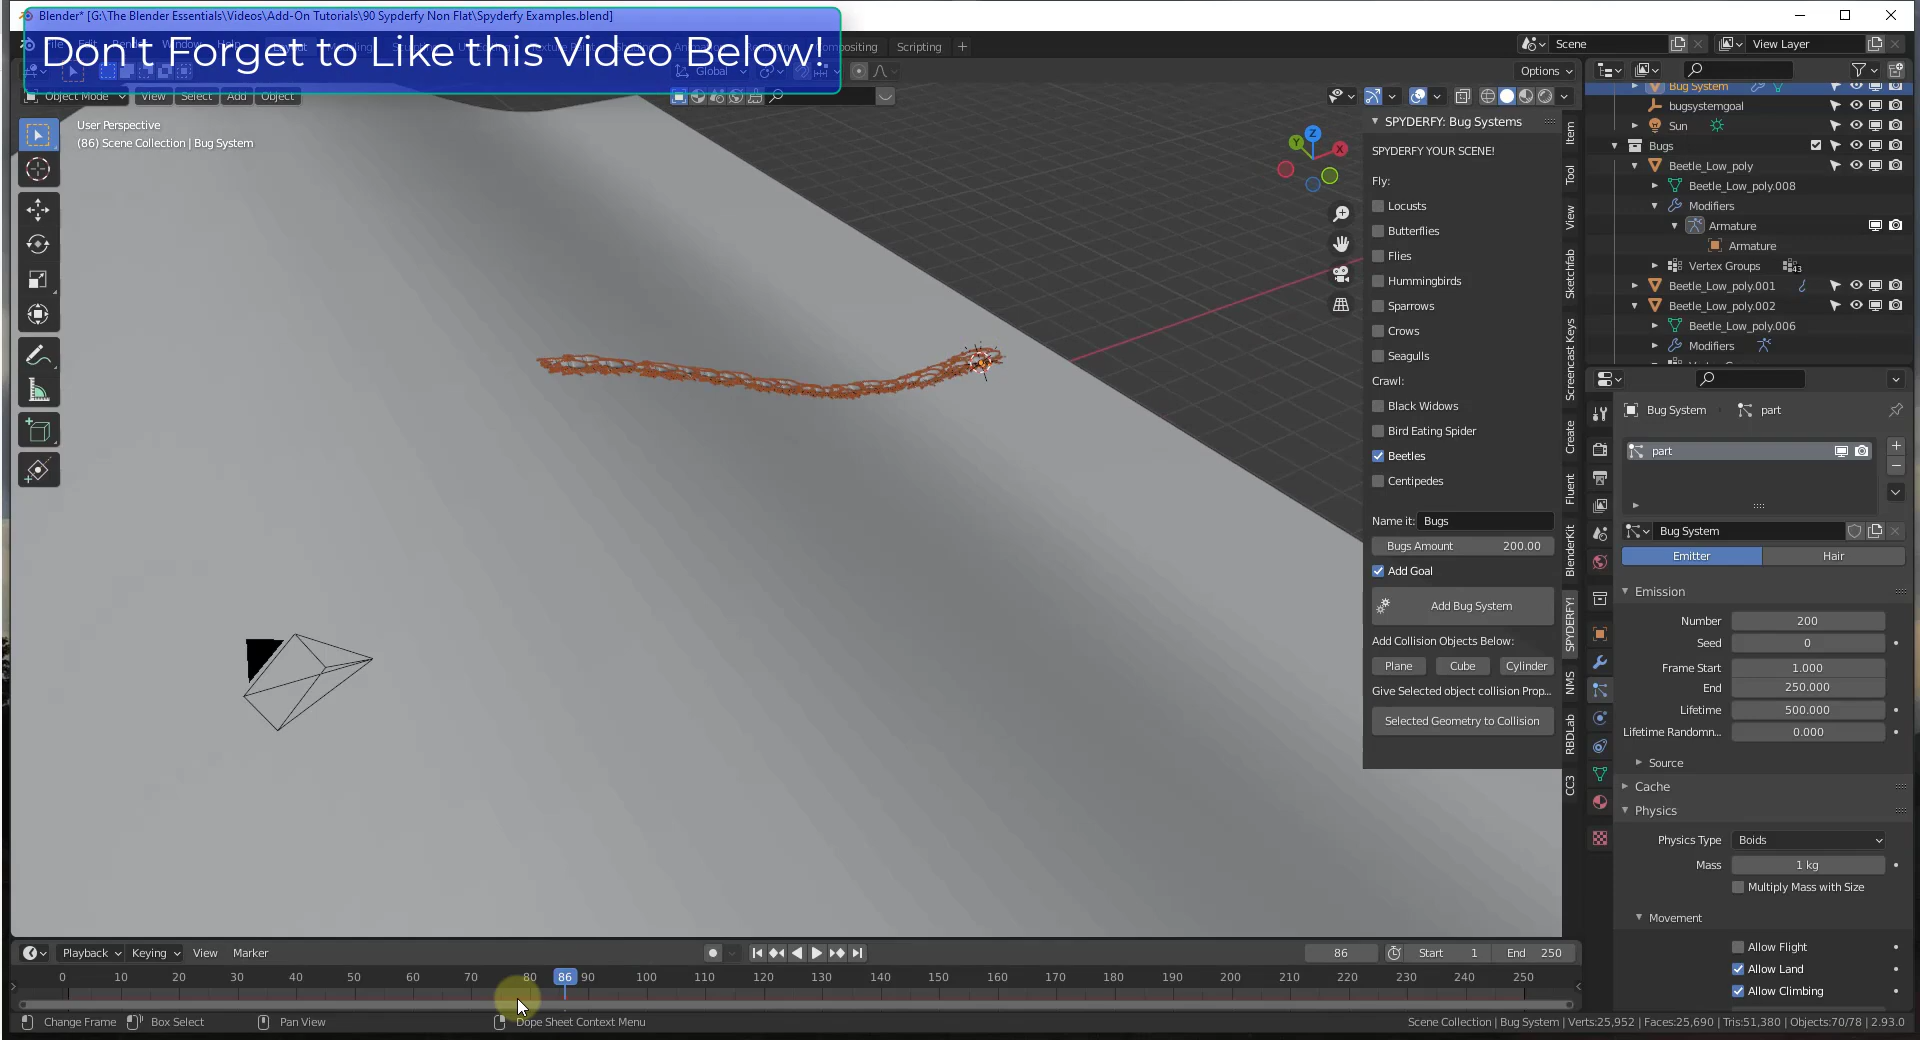 Blender* [G:\The Blender Essentials\Videos\Add-On Tutorials\90 Sypderfy Non Flat\Spyderfy Examples.blend]
Don't Forget to Like this Video Below!
Scripting
Scene
View Layer
Global
Options
Object Mode View Select Add Object
User Perspective
(86) Scene Collection | Bug System
Z
Y
X
SPYDERFY: Bug Systems
SPYDERFY YOUR SCENE!
Fly:
Locusts
Butterflies
Flies
Hummingbirds
Sparrows
Crows
Seagulls
Crawl:
Black Widows
Bird Eating Spider
Beetles
Centipedes
Name it: Bugs
Bugs Amount 200.00
Add Goal
Add Bug System
Add Collision Objects Below:
Plane Cube Cylinder
Give Selected object collision Prop...
Selected Geometry to Collision
Item
Tool
View
Sketchfab
Screencast Keys
Create
Fluent
BlenderKit
SPYDERFY!
NMS
RBDLab
CC3
Bug System
bugsystemgoal
Sun
Bugs
Beetle_Low_poly
Beetle_Low_poly.008
Modifiers
Armature
Armature
Vertex Groups 43
Beetle_Low_poly.001
Beetle_Low_poly.002
Beetle_Low_poly.006
Modifiers
Bug System part
part
Bug System
Emitter Hair
Emission
Number 200
Seed 0
Frame Start 1.000
End 250.000
Lifetime 500.000
Lifetime Randomn... 0.000
Source
Cache
Physics
Physics Type Boids
Mass 1 kg
Multiply Mass with Size
Movement
Allow Flight
Allow Land
Allow Climbing
Playback Keying View Marker
86 Start 1 End 250
0 10 20 30 40 50 60 70 80 86 90 100 110 120 130 140 150 160 170 180 190 200 210 220 230 240 250
Change Frame Box Select Pan View Dope Sheet Context Menu
Scene Collection | Bug System | Verts:25,952 | Faces:25,690 | Tris:51,380 | Objects:70/78 | 2.93.0